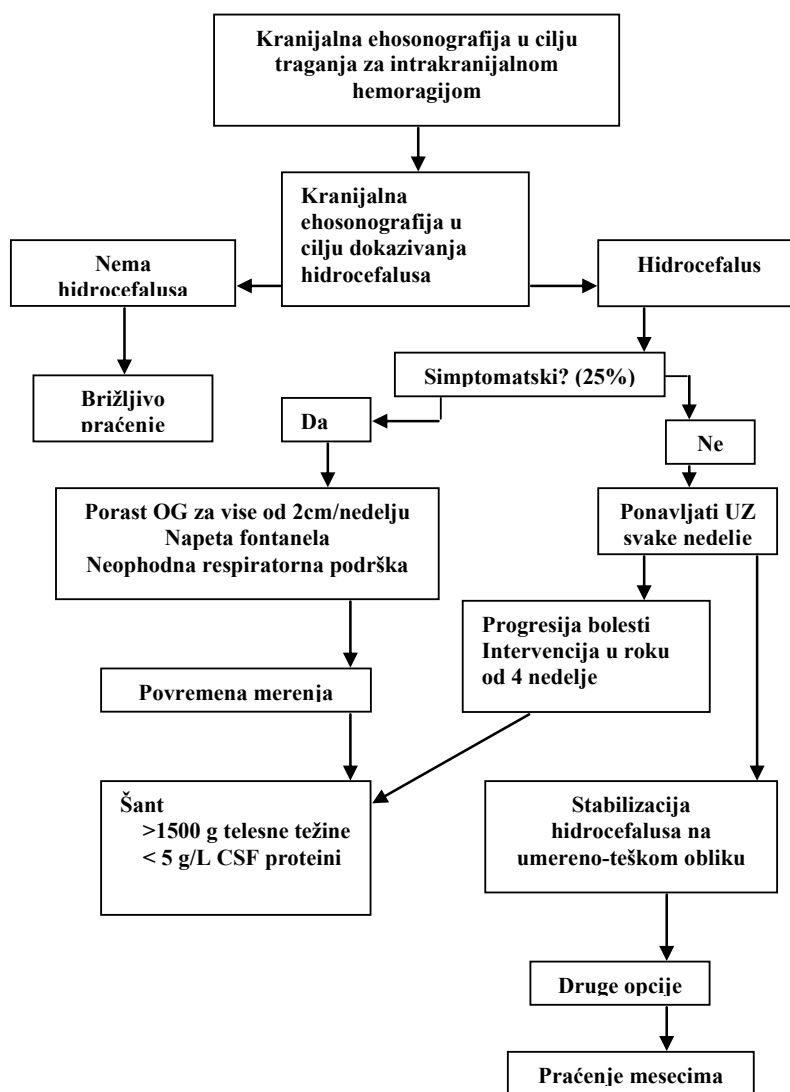 Kranijalna ehosonografija u cilju
traganja za intrakranijalnom
hemoragijom
Kranijalna
ehosonografija u
cilju dokazivanja
hidrocefalusa
Nema
hidrocefalusa
Hidrocefalus
Brižljivo
praćenje
Simptomatski? (25%)
Da
Ne
Porast OG za vise od 2cm/nedelju
Napeta fontanela
Neophodna respiratorna podrška
Ponavljati UZ
svake nedelje
Progresija bolesti
Intervencija u roku
od 4 nedelje
Povremena merenja
Šant
>1500 g telesne težine
< 5 g/L CSF proteini
Stabilizacija
hidrocefalusa na
umereno-teškom obliku
Druge opcije
Praćenje mesecima